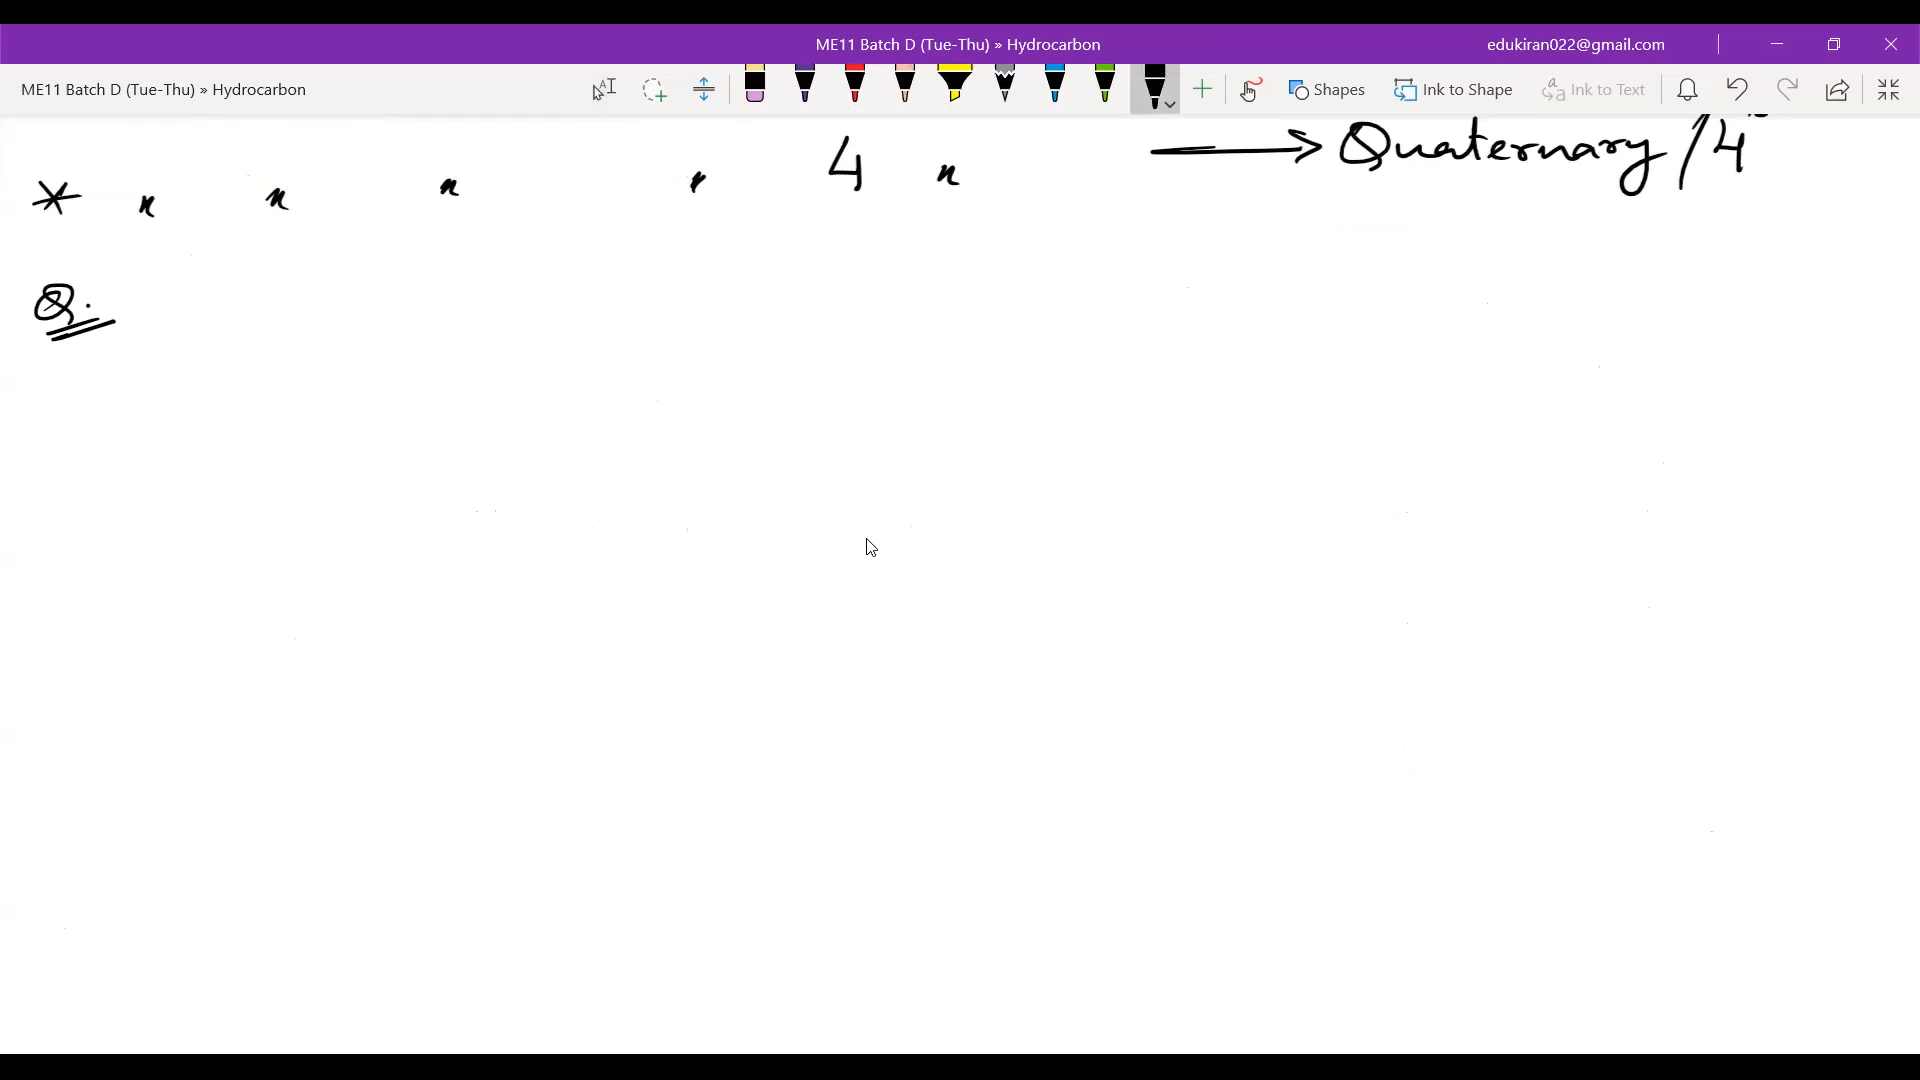 ME11 Batch D (Tue-Thu) » Hydrocarbon
edukiran022@gmail.com
ME11 Batch D (Tue-Thu) » Hydrocarbon
Shapes
Ink to Shape
Ink to Text
* " " " " 4 " → Quaternary / 4°
Q.